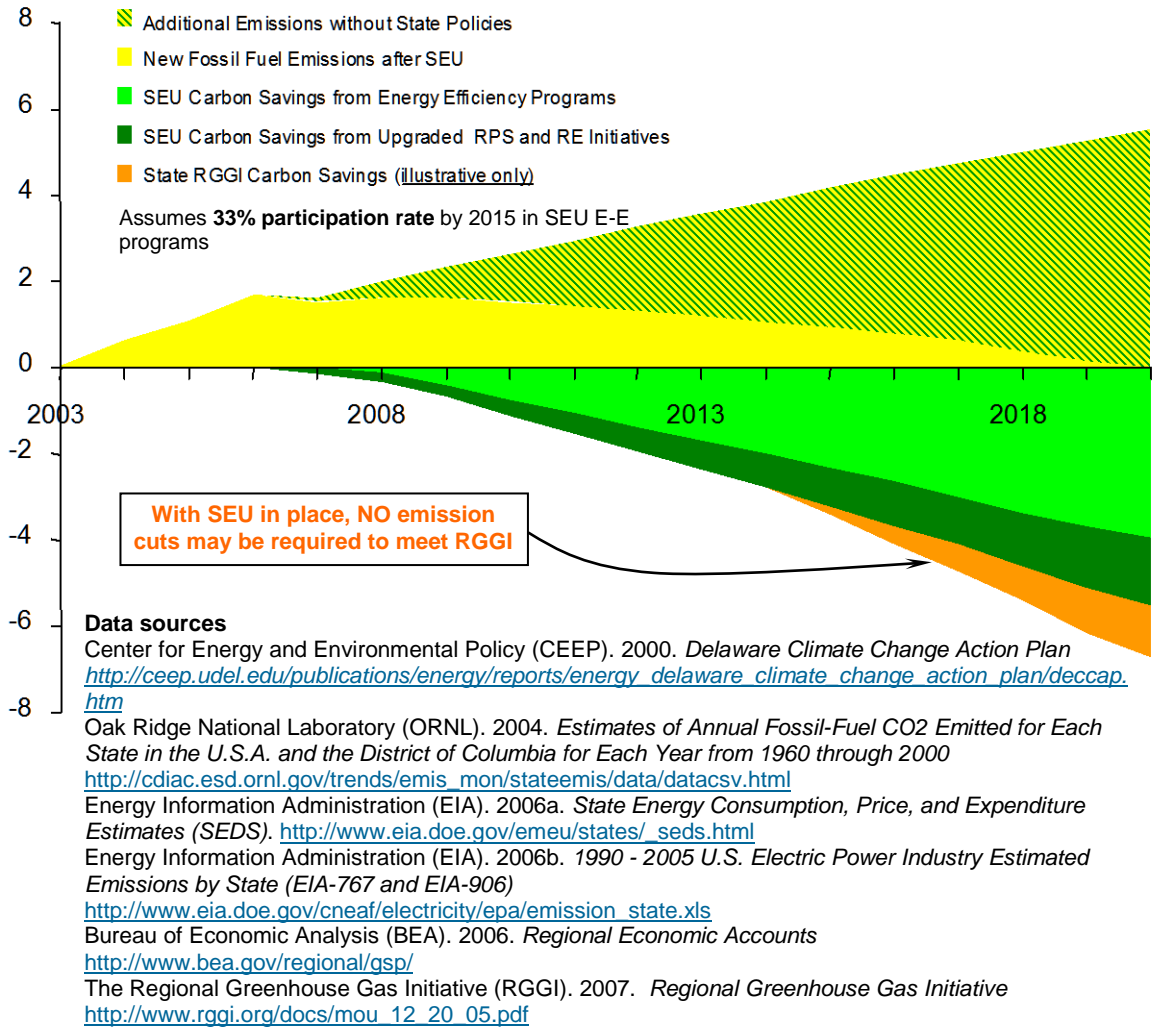 8
Additional Emissions without State Policies
New Fossil Fuel Emissions after SEU
6
SEU Carbon Savings from Energy Efficiency Programs
SEU Carbon Savings from Upgraded RPS and RE Initiatives
State RGGI Carbon Savings (illustrative only)
4
Assumes 33% participation rate by 2015 in SEU E-E
programs
2
0
2003 2008 2013 2018
-2
With SEU in place, NO emission
cuts may be required to meet RGGI
-4
-6
Data sources
Center for Energy and Environmental Policy (CEEP). 2000. Delaware Climate Change Action Plan
http://ceep.udel.edu/publications/energy/reports/energy_delaware_climate_change_action_plan/deccap.
htm
-8
Oak Ridge National Laboratory (ORNL). 2004. Estimates of Annual Fossil-Fuel CO2 Emitted for Each
State in the U.S.A. and the District of Columbia for Each Year from 1960 through 2000
http://cdiac.esd.ornl.gov/trends/emis_mon/stateemis/data/datacsv.html
Energy Information Administration (EIA). 2006a. State Energy Consumption, Price, and Expenditure
Estimates (SEDS). http://www.eia.doe.gov/emeu/states/_seds.html
Energy Information Administration (EIA). 2006b. 1990 - 2005 U.S. Electric Power Industry Estimated
Emissions by State (EIA-767 and EIA-906)
http://www.eia.doe.gov/cneaf/electricity/epa/emission_state.xls
Bureau of Economic Analysis (BEA). 2006. Regional Economic Accounts
http://www.bea.gov/regional/gsp/
The Regional Greenhouse Gas Initiative (RGGI). 2007. Regional Greenhouse Gas Initiative
http://www.rggi.org/docs/mou_12_20_05.pdf